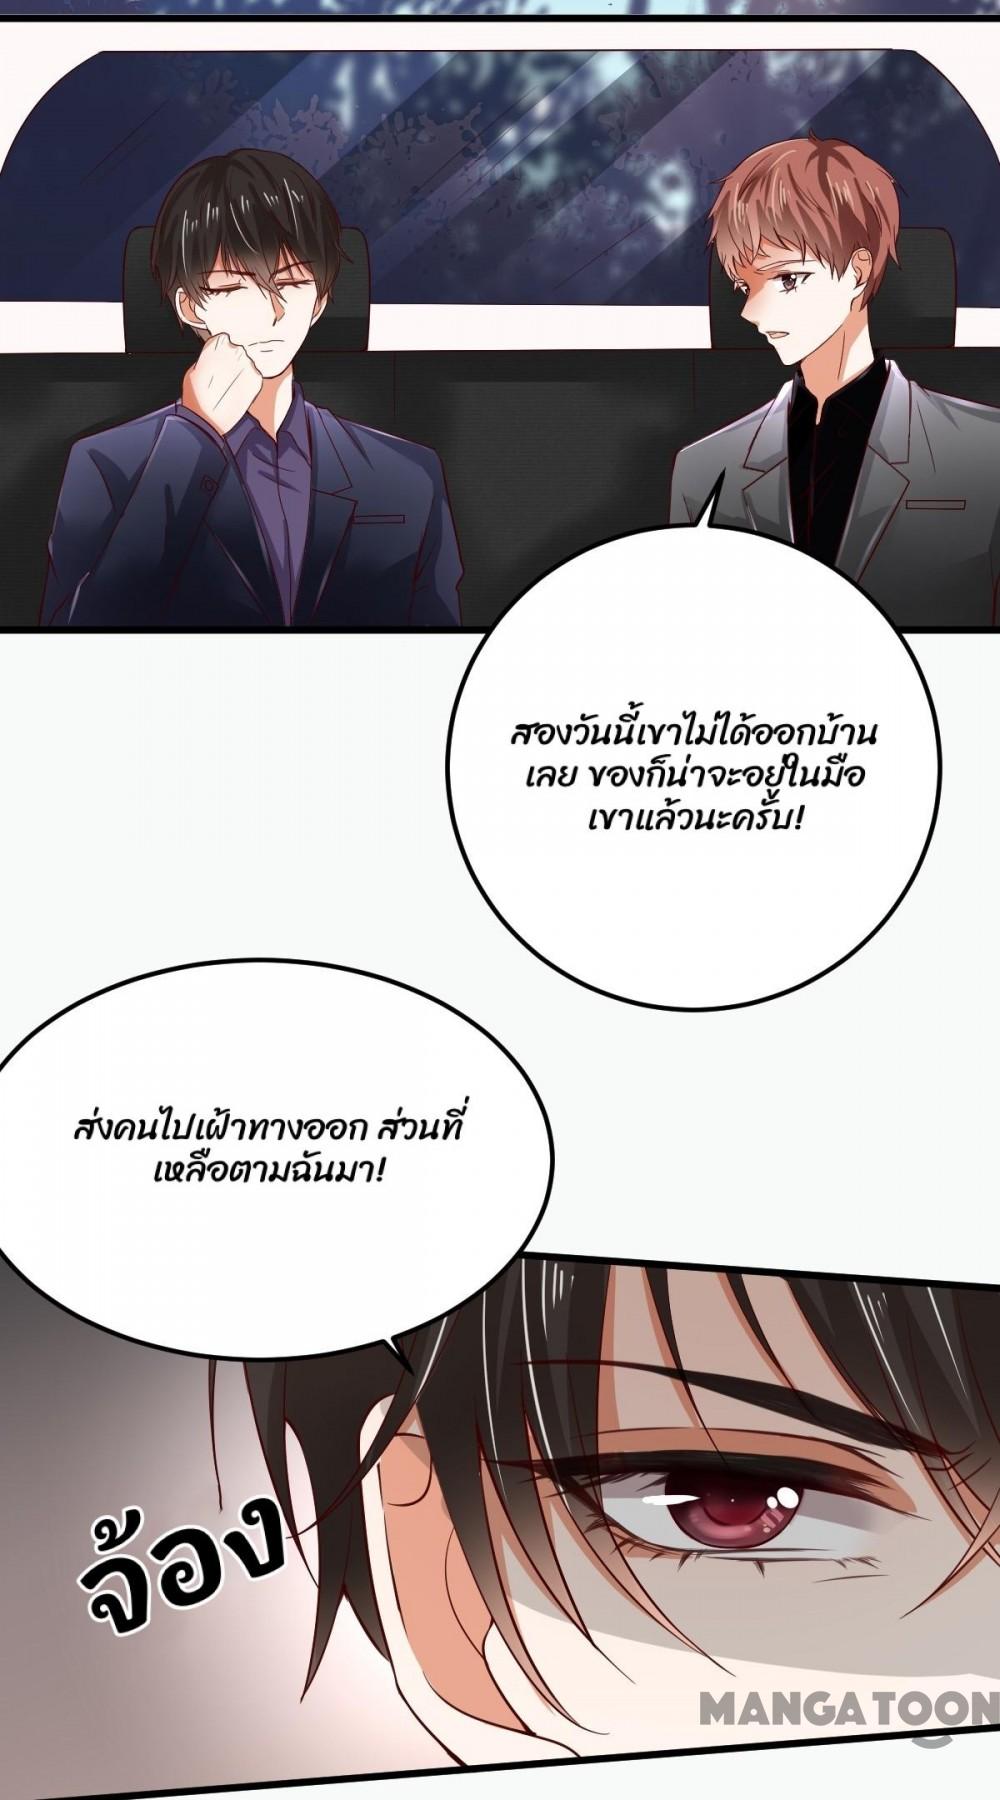 สองวันนี้เขาไม่ได้ออกบ้าน
เลย ของก็น่าจะอยู่ในมือ
เขาแล้วนะครับ!
ส่งคนไปเฝ้าทางออก ส่วนที่
เหลือตามฉันมา!
จ้อง
MANGATOON